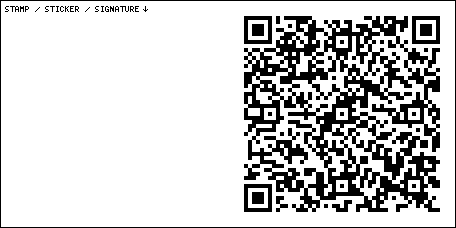 STAMP / STICKER / SIGNATURE ↓